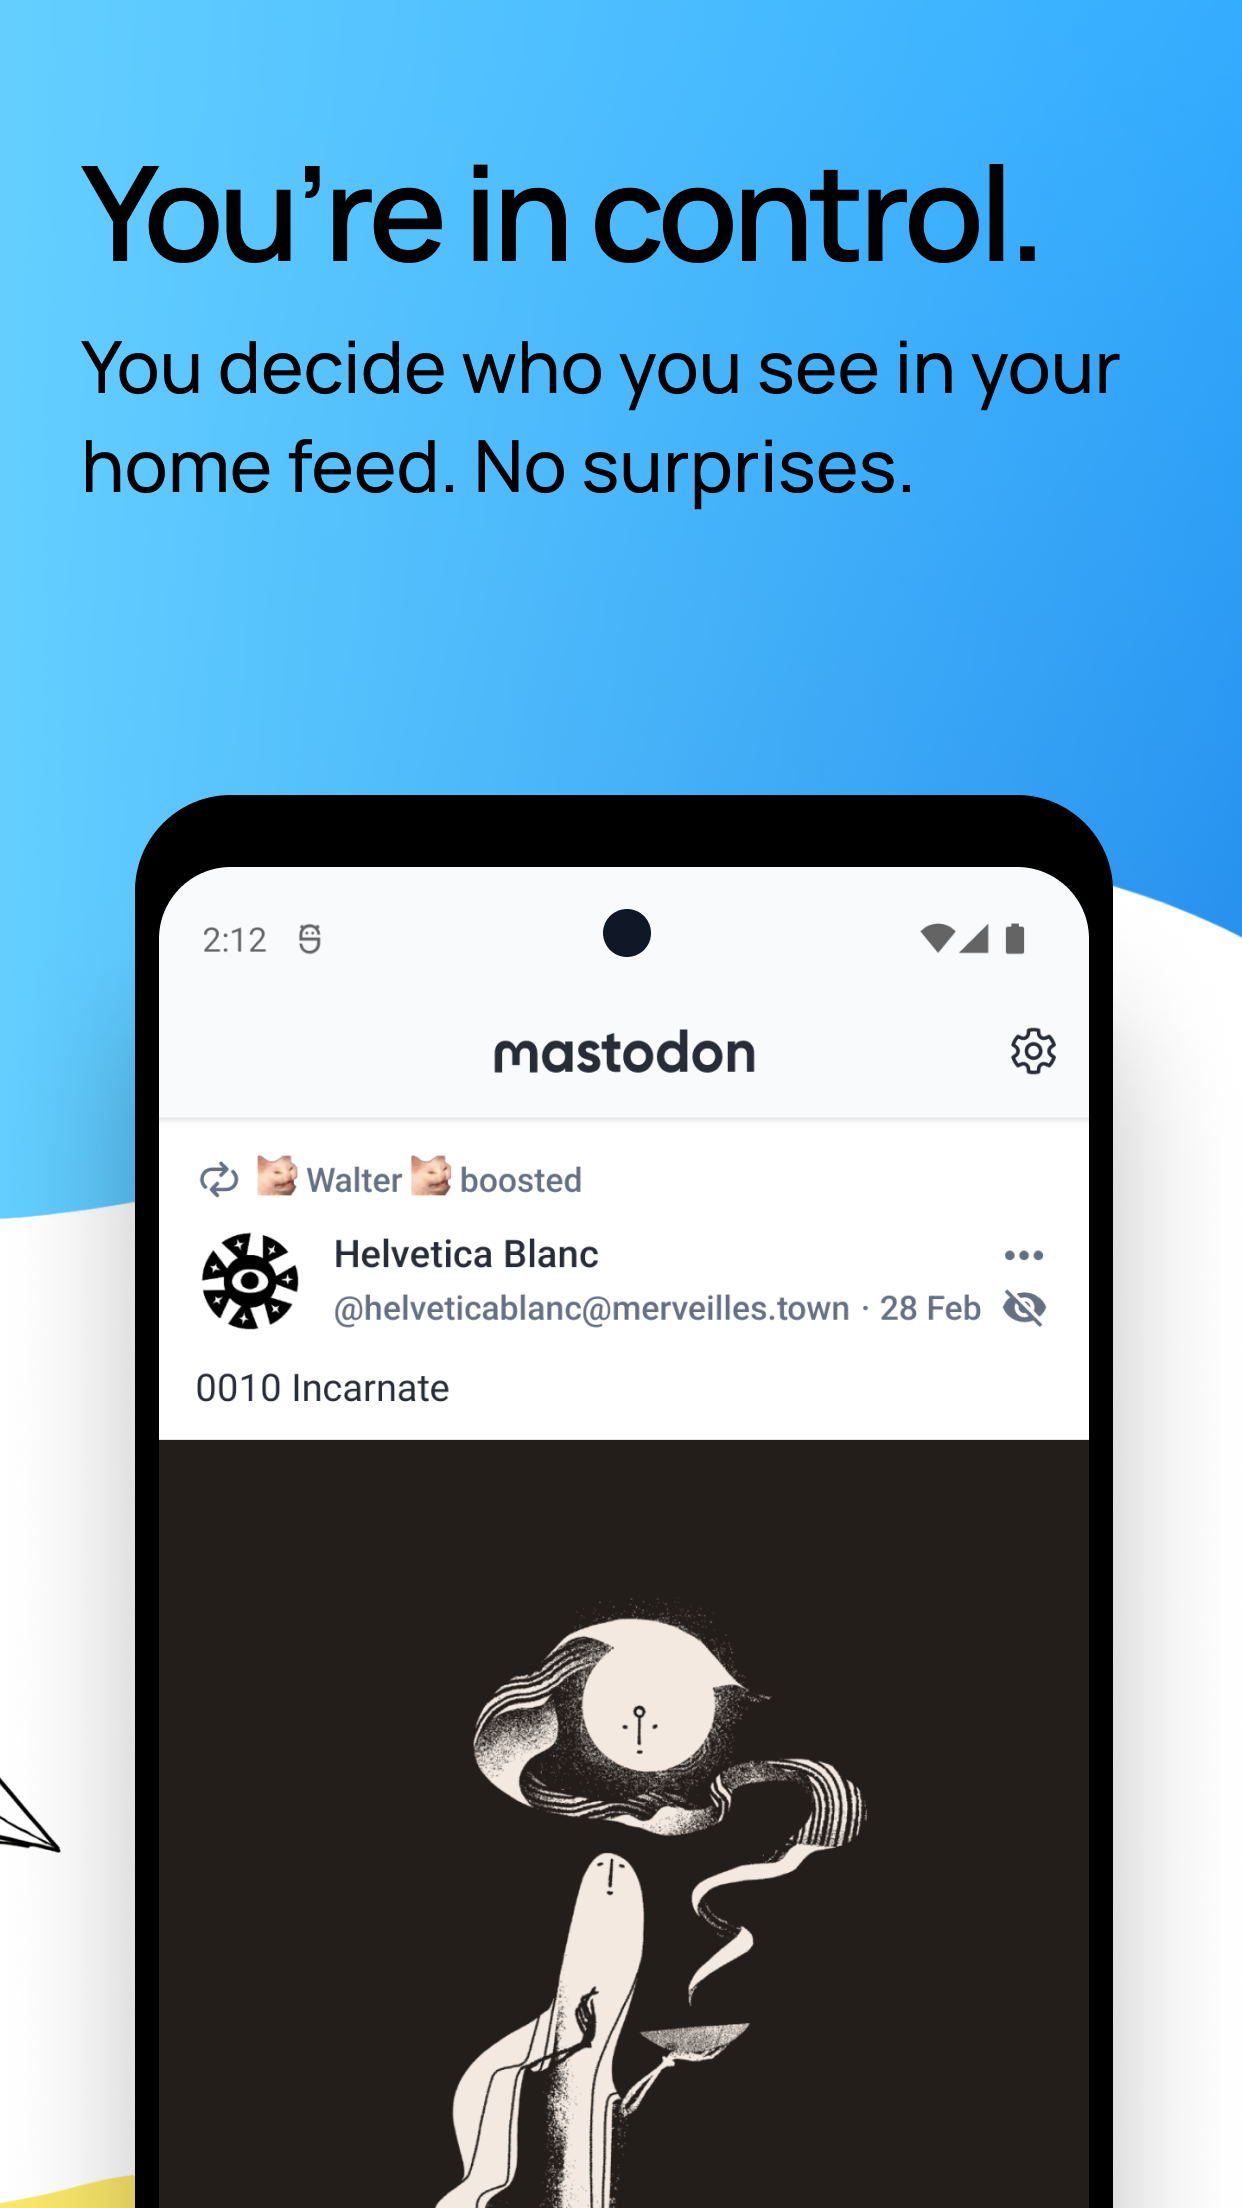 You’re in control.
You decide who you see in your
home feed. No surprises.
2:12
mastodon
Walter boosted
Helvetica Blanc
@helveticablanc@merveilles.town · 28 Feb
0010 Incarnate